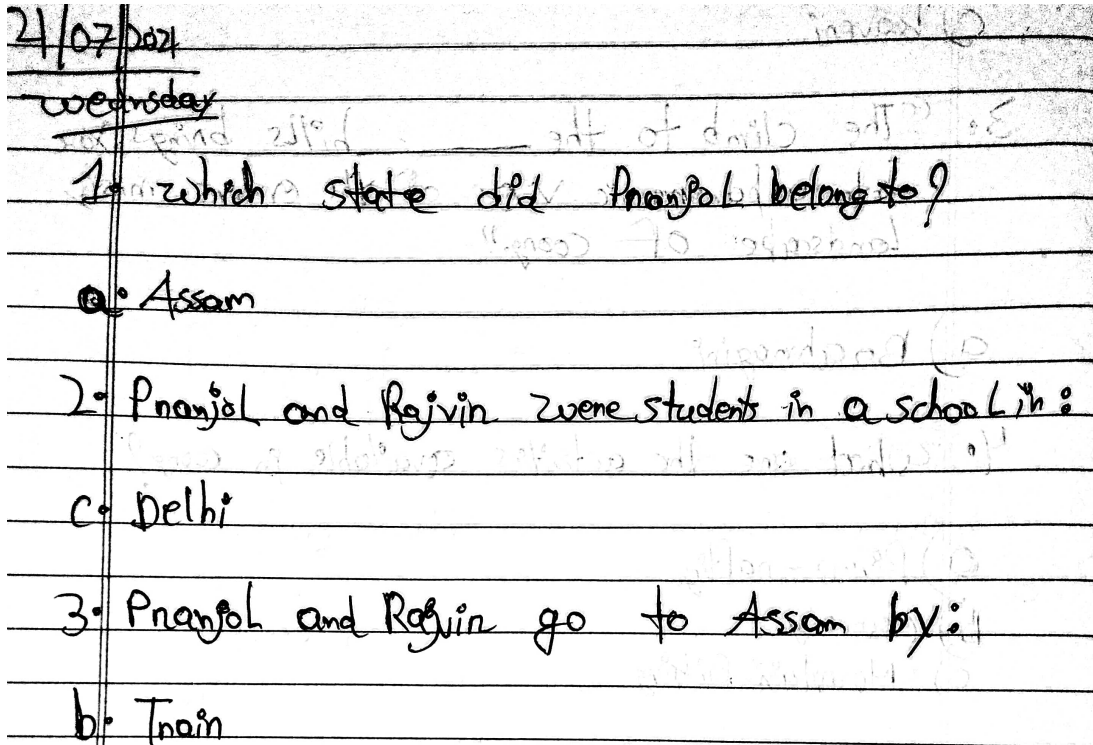 21/07/2021
Wednsday
1. Which state did Pranjol belong to?
a. Assam
2. Pranjol and Rajvin were students in a school in:
c. Delhi
3. Pranjol and Rajvin go to Assam by:
b. Train